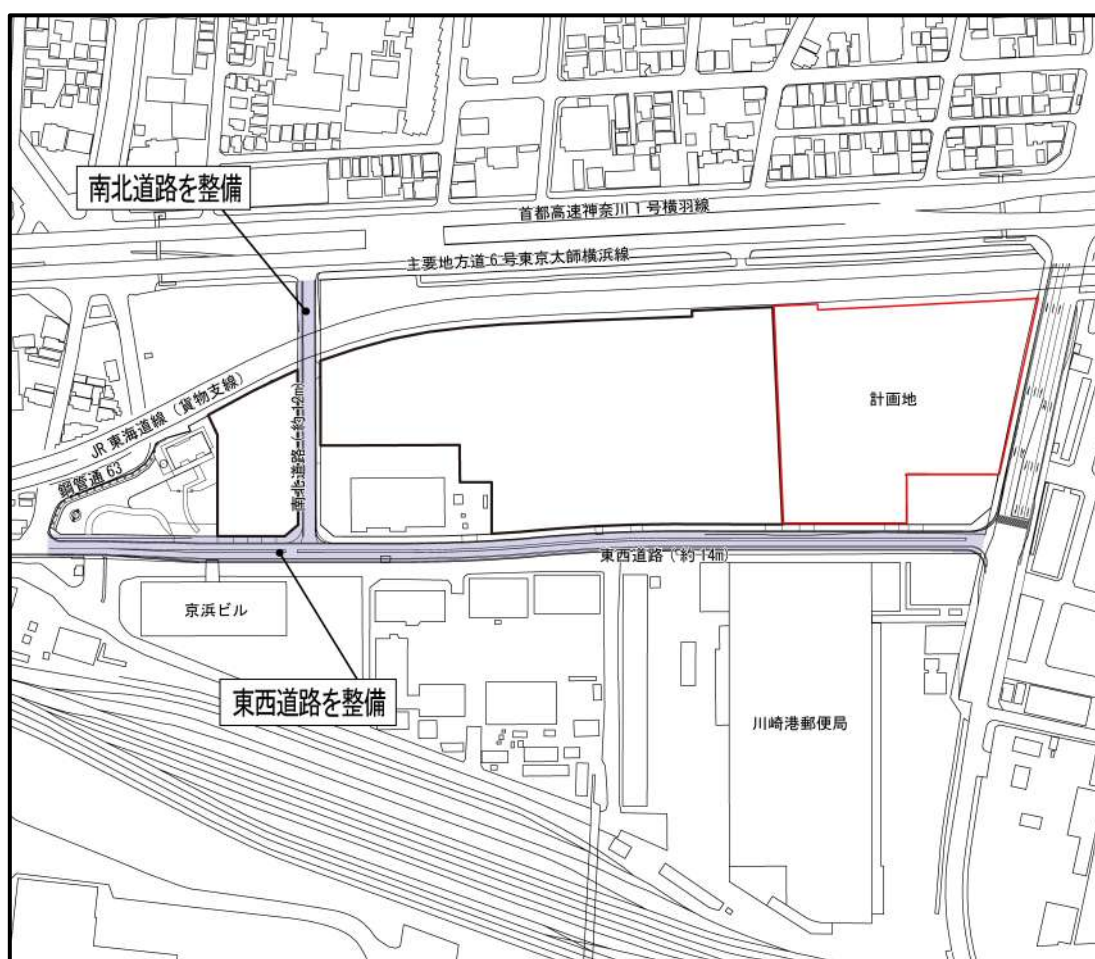 南北道路を整備
首都高速神奈川1号横羽線
主要地方道6号東京大師横浜線
計画地
JR東海道線(貨物支線)
南北道路(約12m)
鋼管通63
東西道路(約14m)
京浜ビル
東西道路を整備
川崎港郵便局